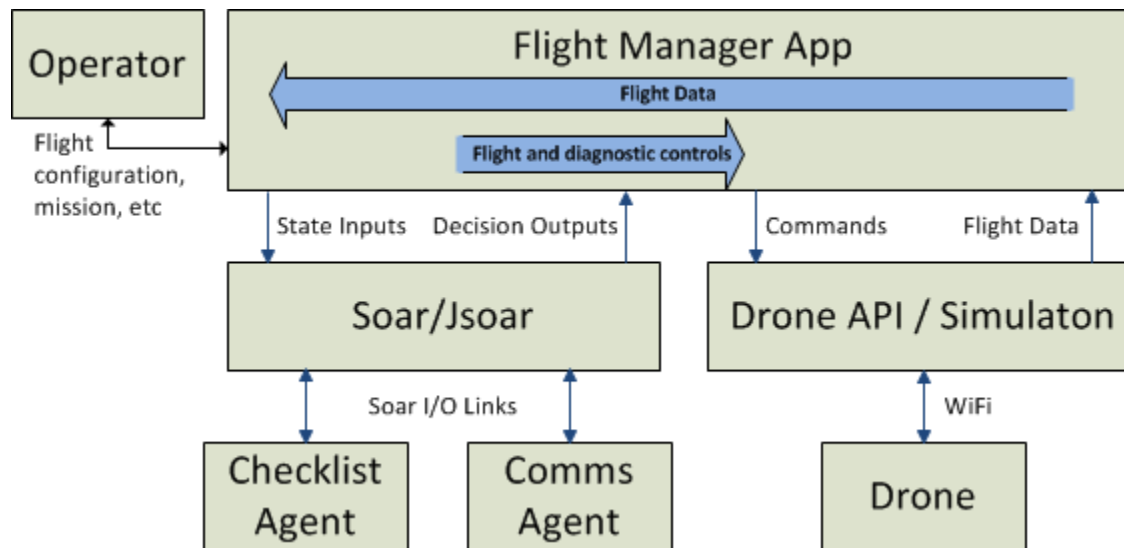 Operator
Flight Manager App
Flight Data
Flight and diagnostic controls
Flight
configuration,
mission, etc
State Inputs
Decision Outputs
Commands
Flight Data
Soar/Jsoar
Drone API / Simulaton
Soar I/O Links
WiFi
Checklist
Agent
Comms
Agent
Drone